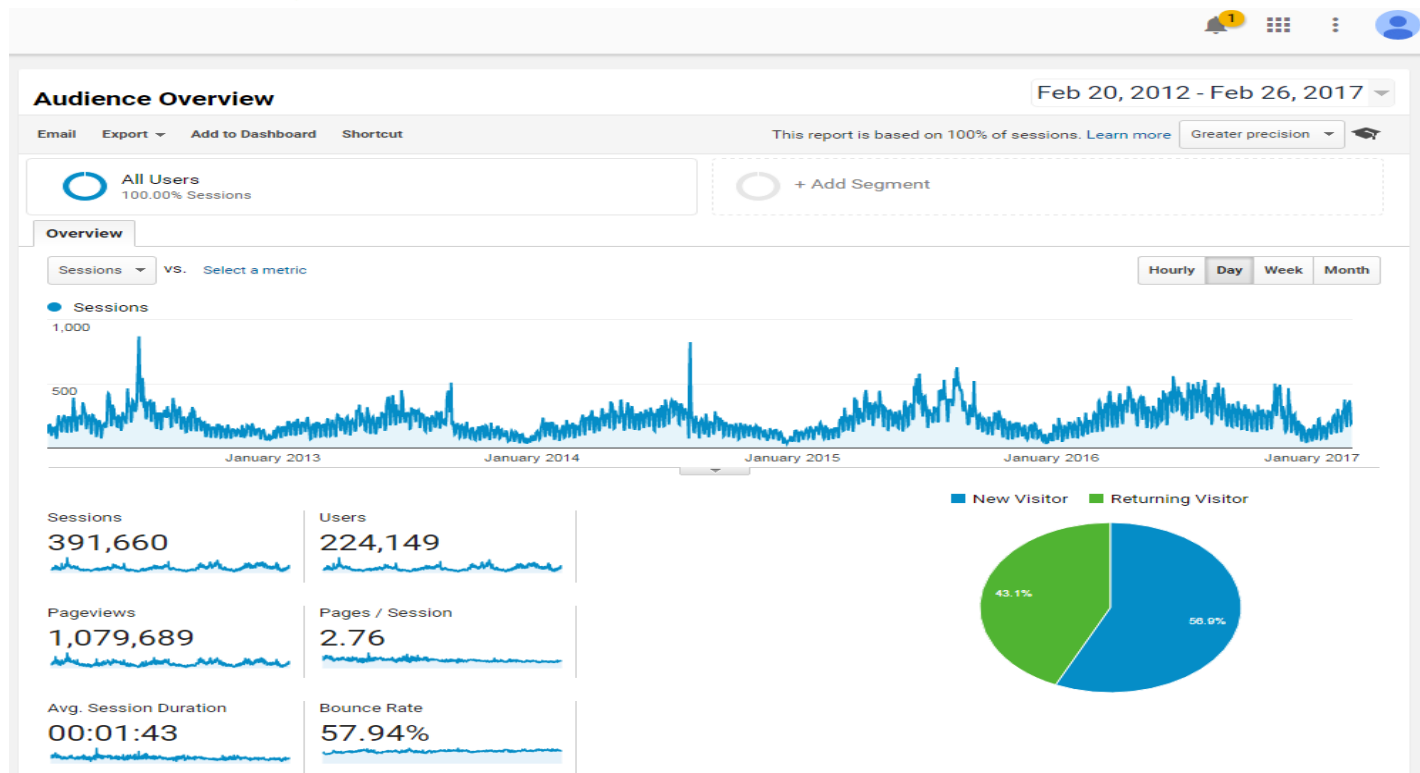 1
Audience Overview
Feb 20, 2012 - Feb 26, 2017
Email Export Add to Dashboard Shortcut
This report is based on 100% of sessions. Learn more Greater precision
All Users
100.00% Sessions
+ Add Segment
Overview
Sessions VS. Select a metric
Hourly Day Week Month
Sessions
1,000
500
January 2013 January 2014 January 2015 January 2016 January 2017
New Visitor Returning Visitor
Sessions Users
391,660 224,149
43.1%
56.9%
Pageviews Pages / Session
1,079,689 2.76
Avg. Session Duration Bounce Rate
00:01:43 57.94%